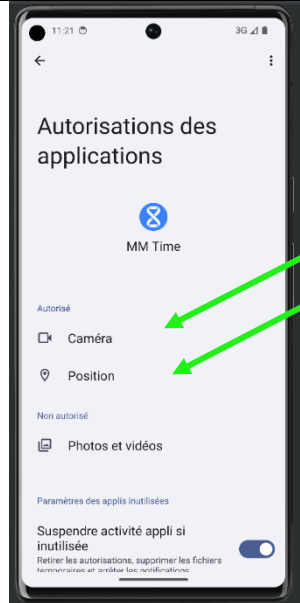 11:21 3G
Autorisations des
applications
MM Time
Autorisé
Caméra
Position
Non autorisé
Photos et vidéos
Paramètres des applis inutilisées
Suspendre activité appli si
inutilisée
Retirer les autorisations, supprimer les fichiers
temporaires et arrêter les notifications